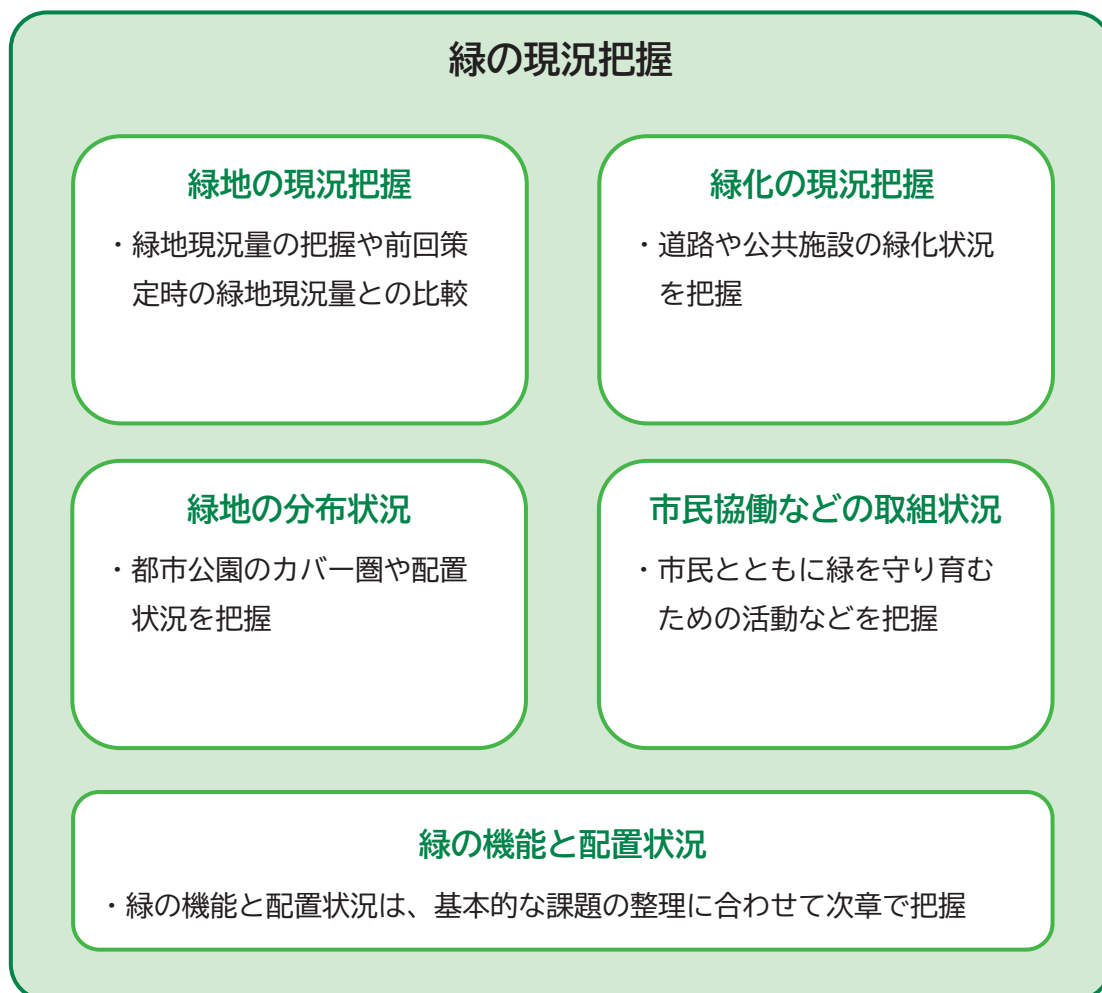 緑の現況把握
緑地の現況把握
・緑地現況量の把握や前回策
定時の緑地現況量との比較
緑化の現況把握
・道路や公共施設の緑化状況
を把握
緑地の分布状況
・都市公園のカバー圏や配置
状況を把握
市民協働などの取組状況
・市民とともに緑を守り育む
ための活動などを把握
緑の機能と配置状況
・緑の機能と配置状況は、基本的な課題の整理に合わせて次章で把握